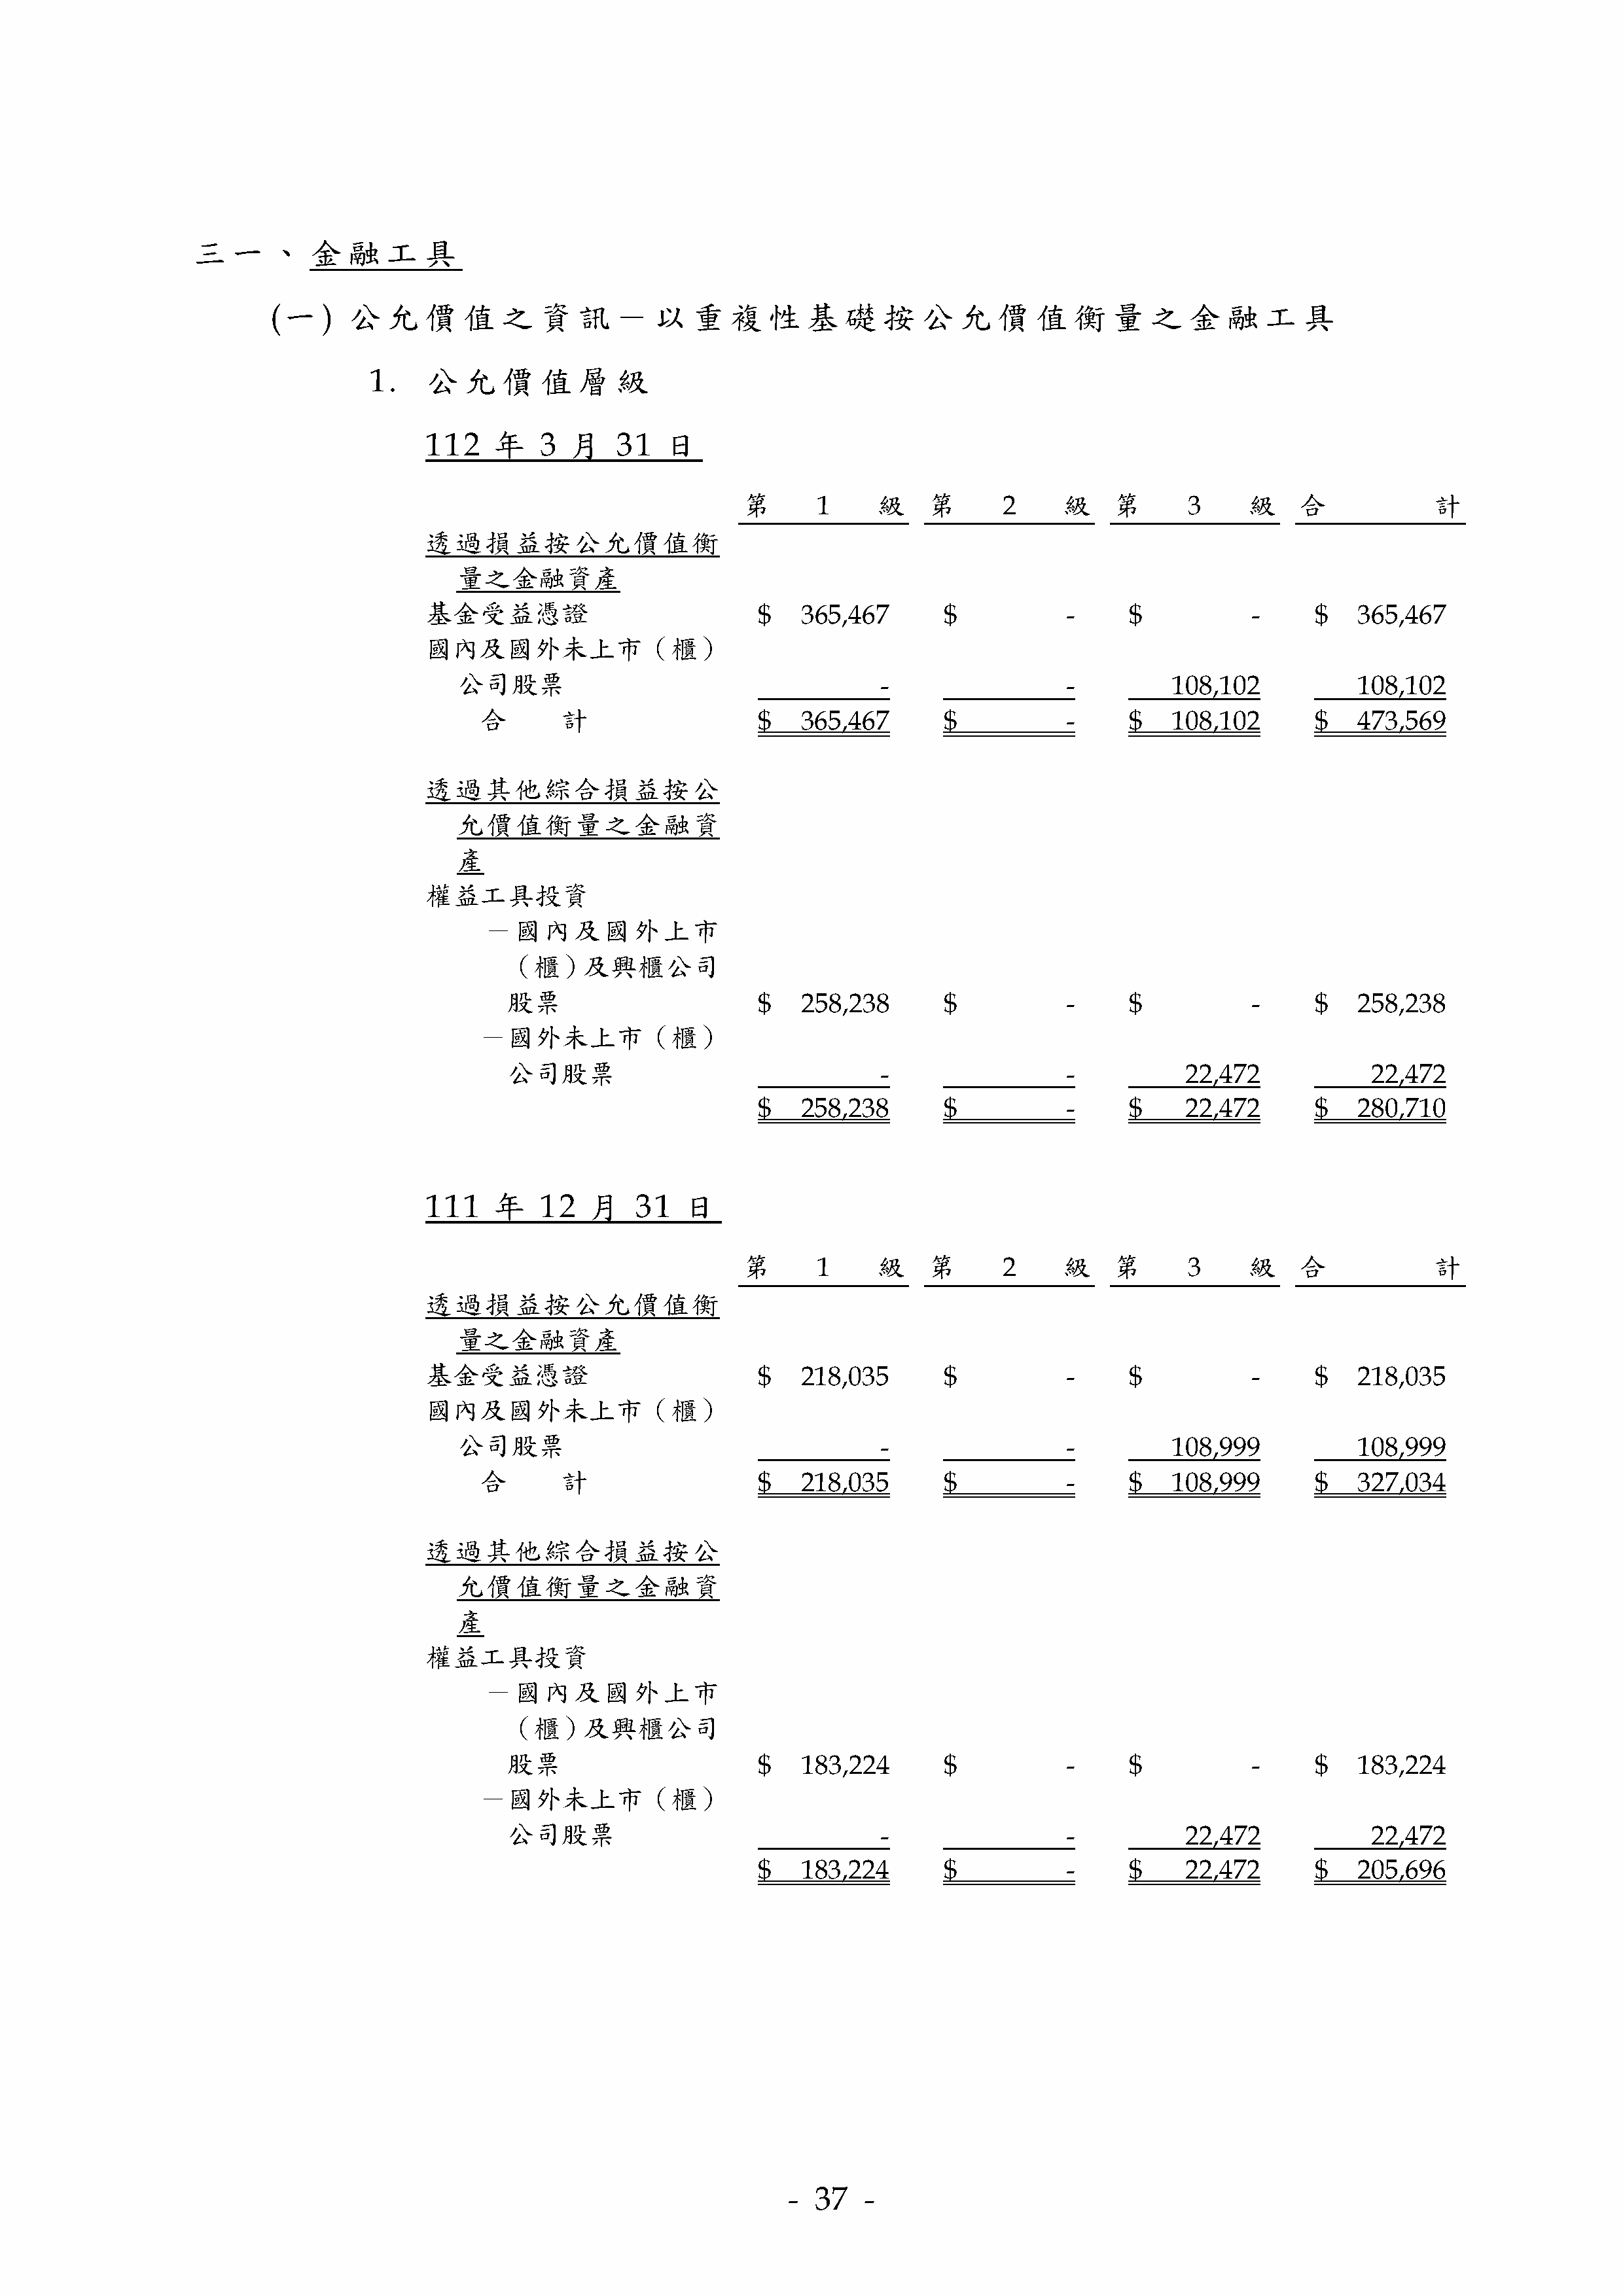 三一、金融工具
(一) 公允價值之資訊－以重複性基礎按公允價值衡量之金融工具
1. 公允價值層級
112 年 3 月 31 日
第 1 級 第 2 級 第 3 級 合 計
透過損益按公允價值衡
量之金融資產
基金受益憑證 $ 365,467 $ - $ - $ 365,467
國內及國外未上市（櫃）
公司股票 - - 108,102 108,102
合 計 $ 365,467 $ - $ 108,102 $ 473,569
透過其他綜合損益按公
允價值衡量之金融資
產
權益工具投資
－國內及國外上市
（櫃）及興櫃公司
股票 $ 258,238 $ - $ - $ 258,238
－國外未上市（櫃）
公司股票 - - 22,472 22,472
$ 258,238 $ - $ 22,472 $ 280,710
111 年 12 月 31 日
第 1 級 第 2 級 第 3 級 合 計
透過損益按公允價值衡
量之金融資產
基金受益憑證 $ 218,035 $ - $ - $ 218,035
國內及國外未上市（櫃）
公司股票 - - 108,999 108,999
合 計 $ 218,035 $ - $ 108,999 $ 327,034
透過其他綜合損益按公
允價值衡量之金融資
產
權益工具投資
－國內及國外上市
（櫃）及興櫃公司
股票 $ 183,224 $ - $ - $ 183,224
－國外未上市（櫃）
公司股票 - - 22,472 22,472
$ 183,224 $ - $ 22,472 $ 205,696
- 37 -